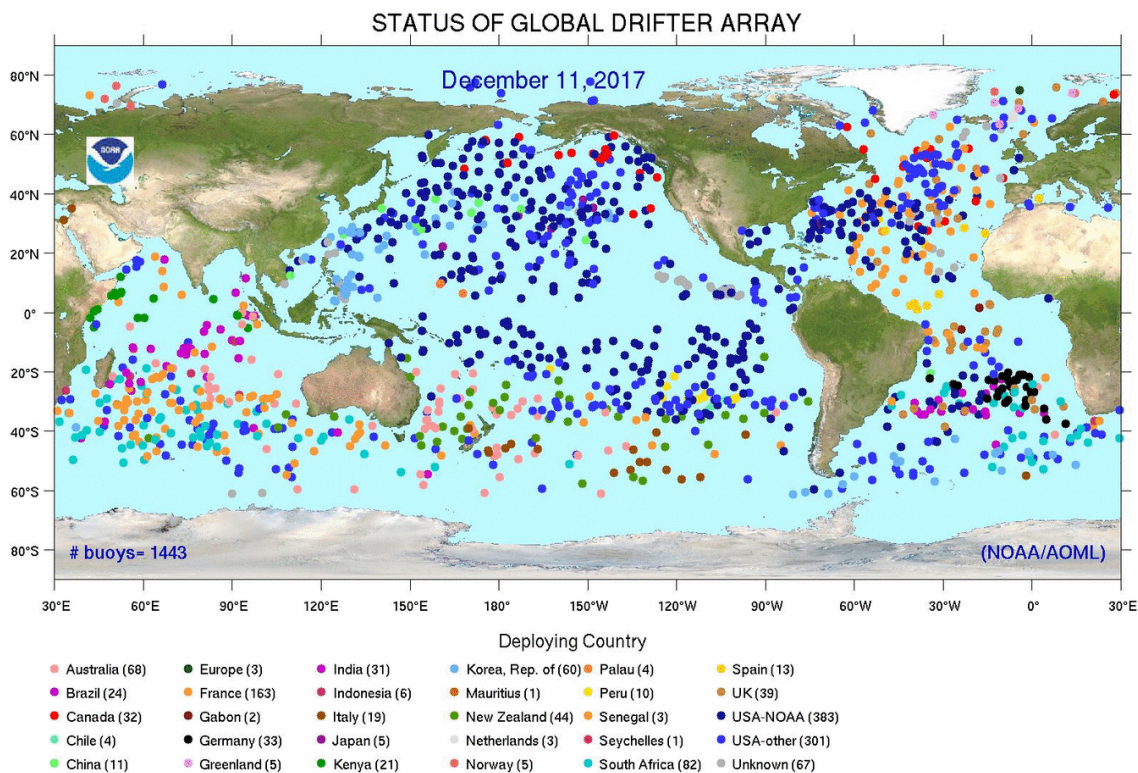 STATUS OF GLOBAL DRIFTER ARRAY
December 11, 2017
80°N
60°N
40°N
20°N
0°
20°S
40°S
60°S
80°S
NOAA
# buoys= 1443
(NOAA/AOML)
30°E 60°E 90°E 120°E 150°E 180° 150°W 120°W 90°W 60°W 30°W 0° 30°E
Deploying Country
Australia (68) Europe (3) India (31) Korea, Rep. of (60) Palau (4) Spain (13)
Brazil (24) France (163) Indonesia (6) Mauritius (1) Peru (10) UK (39)
Canada (32) Gabon (2) Italy (19) New Zealand (44) Senegal (3) USA-NOAA (383)
Chile (4) Germany (33) Japan (5) Netherlands (3) Seychelles (1) USA-other (301)
China (11) Greenland (5) Kenya (21) Norway (5) South Africa (82) Unknown (67)